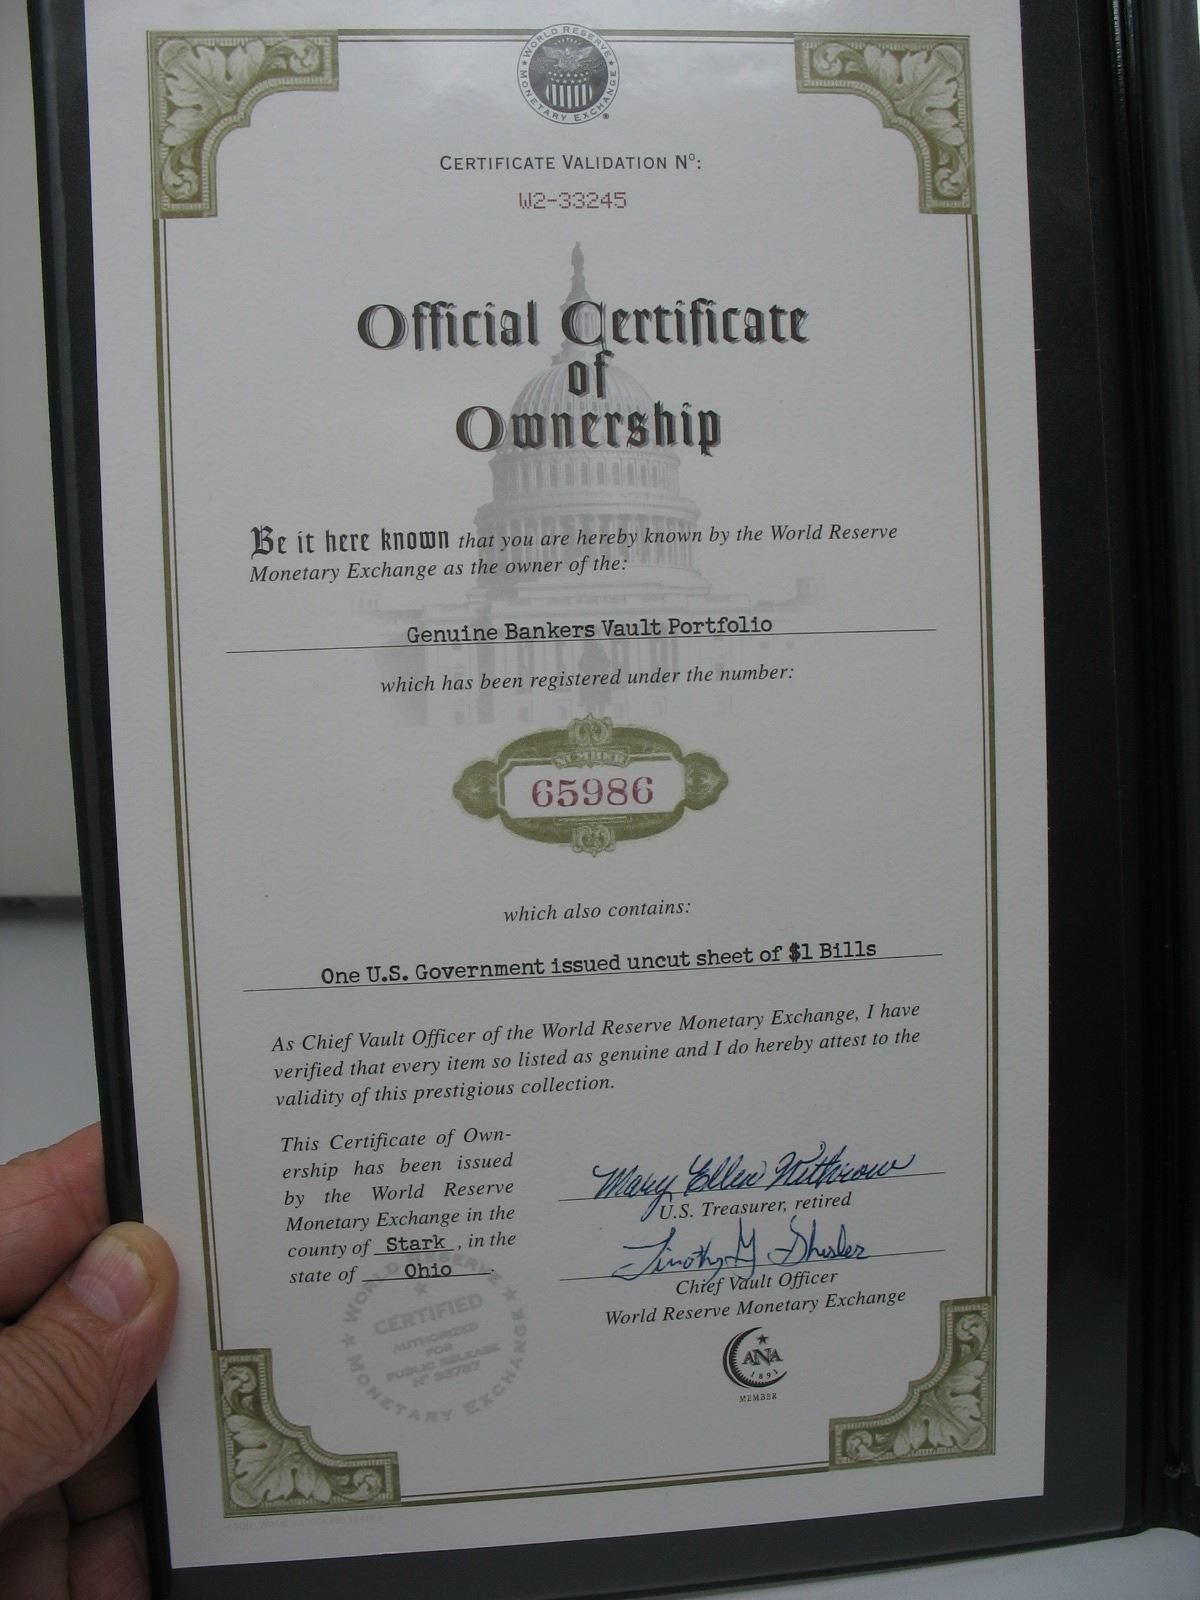 WORLD RESERVE MONETARY EXCHANGE
CERTIFICATE VALIDATION Nº:
W2-33245
Official Certificate
of
Ownership
Be it here known that you are hereby known by the World Reserve
Monetary Exchange as the owner of the:
Genuine Bankers Vault Portfolio
which has been registered under the number:
NUMBER
65986
which also contains:
One U.S. Government issued uncut sheet of $1 Bills
As Chief Vault Officer of the World Reserve Monetary Exchange, I have
verified that every item so listed as genuine and I do hereby attest to the
validity of this prestigious collection.
This Certificate of Own-
ership has been issued
by the World Reserve
Monetary Exchange in the
county of Stark, in the
state of Ohio.
Mary Ellen Withrow
U.S. Treasurer, retired
Timothy J Shisler
Chief Vault Officer
World Reserve Monetary Exchange
WORLD RESERVE MONETARY EXCHANGE
CERTIFIED
AUTHORIZED
FOR
PUBLIC RELEASE
Nº 33787
ANA
1891
MEMBER